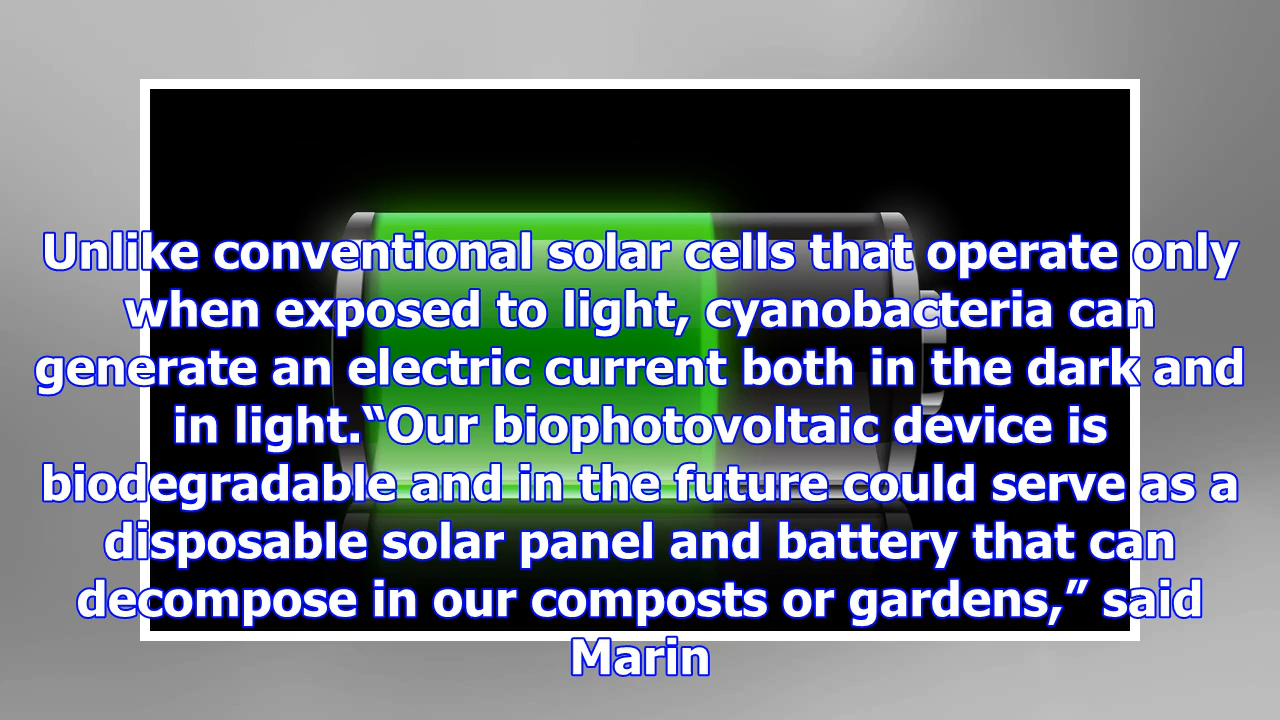 Unlike conventional solar cells that operate only
when exposed to light, cyanobacteria can
generate an electric current both in the dark and
in light.“Our biophotovoltaic device is
biodegradable and in the future could serve as a
disposable solar panel and battery that can
decompose in our composts or gardens,” said
Marin